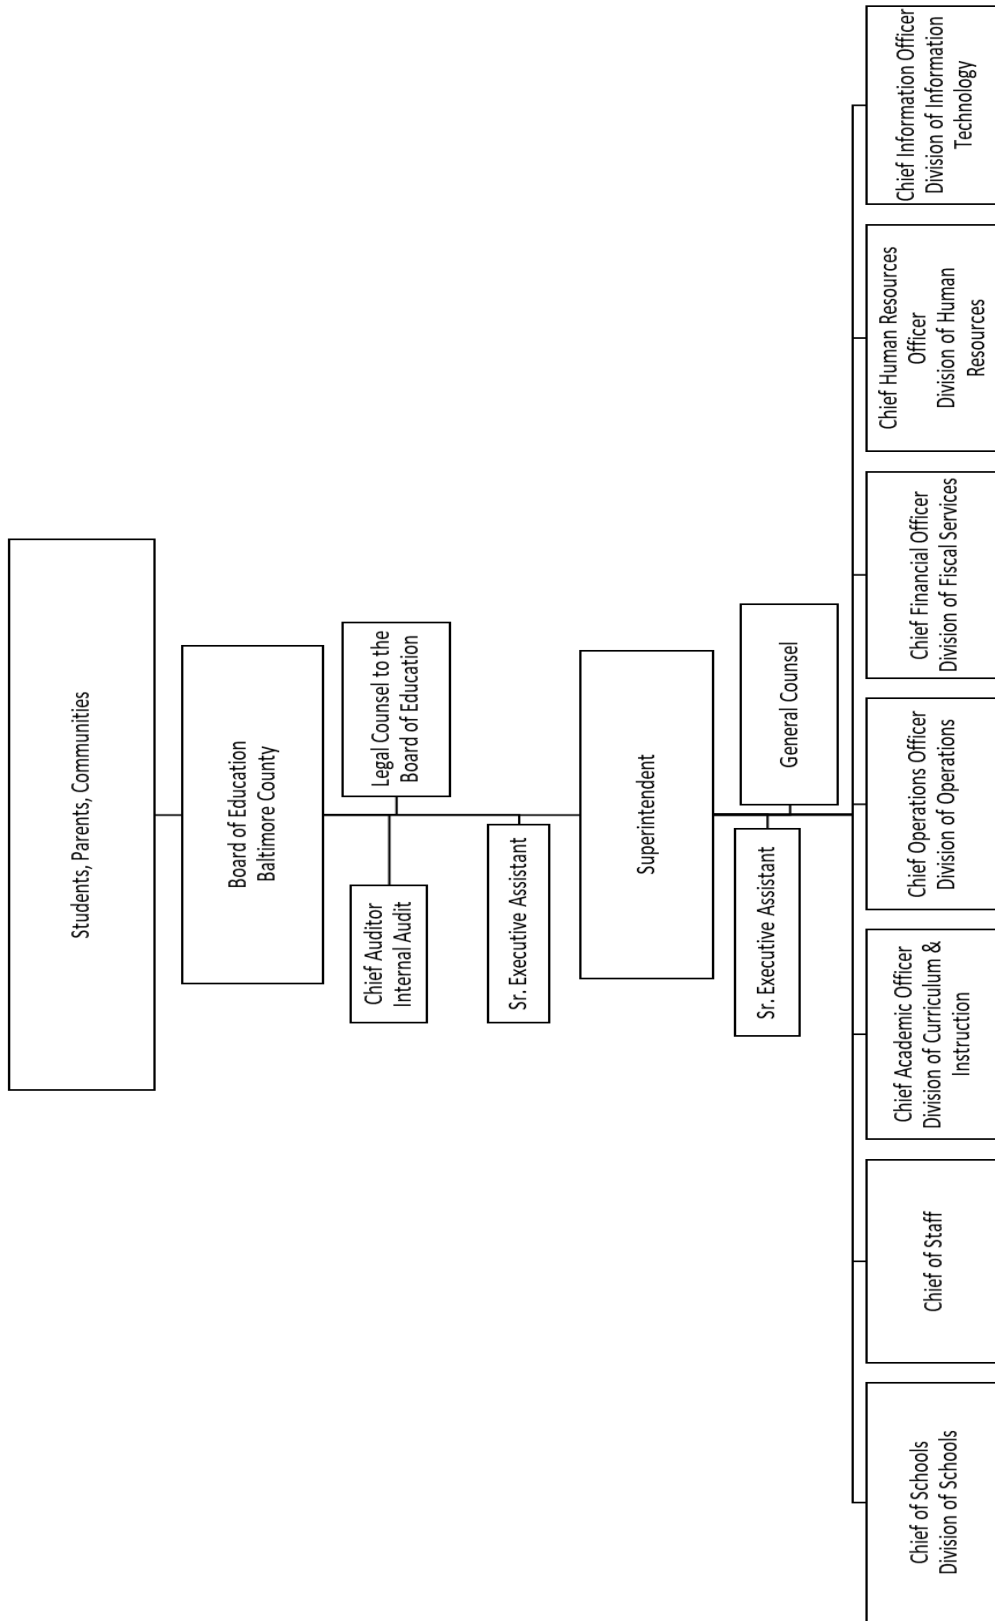 Students, Parents, Communities
Board of Education
Baltimore County
Chief Auditor
Internal Audit
Legal Counsel to the
Board of Education
Sr. Executive Assistant
Superintendent
Sr. Executive Assistant
General Counsel
Chief of Schools
Division of Schools
Chief of Staff
Chief Academic Officer
Division of Curriculum &
Instruction
Chief Operations Officer
Division of Operations
Chief Financial Officer
Division of Fiscal Services
Chief Human Resources
Officer
Division of Human
Resources
Chief Information Officer
Division of Information
Technology